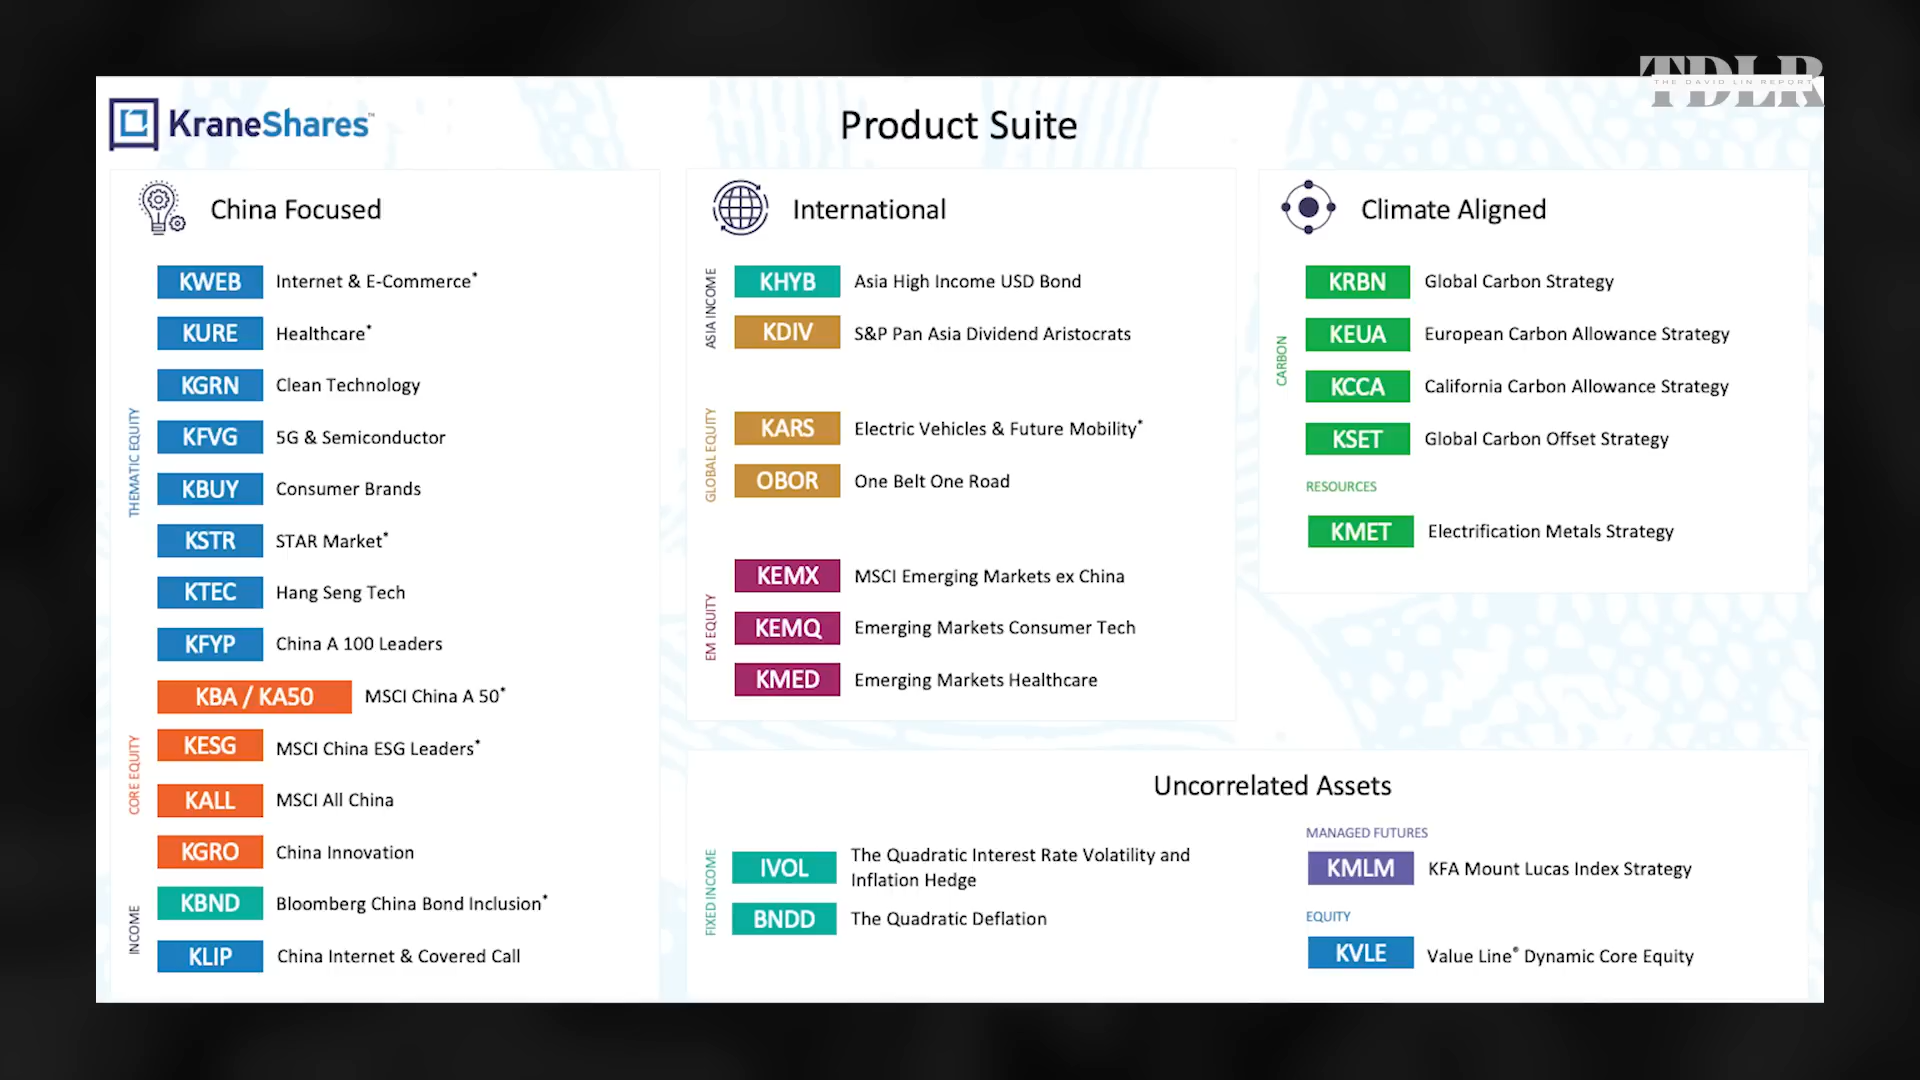 TDLR
THE DAVID LIN REPORT
KraneShares™
Product Suite
China Focused
THEMATIC EQUITY
KWEB Internet & E-Commerce*
KURE Healthcare*
KGRN Clean Technology
KFVG 5G & Semiconductor
KBUY Consumer Brands
KSTR STAR Market*
KTEC Hang Seng Tech
KFYP China A 100 Leaders
CORE EQUITY
KBA / KA50 MSCI China A 50*
KESG MSCI China ESG Leaders*
KALL MSCI All China
KGRO China Innovation
INCOME
KBND Bloomberg China Bond Inclusion*
KLIP China Internet & Covered Call
International
ASIA INCOME
KHYB Asia High Income USD Bond
KDIV S&P Pan Asia Dividend Aristocrats
GLOBAL EQUITY
KARS Electric Vehicles & Future Mobility*
OBOR One Belt One Road
EM EQUITY
KEMX MSCI Emerging Markets ex China
KEMQ Emerging Markets Consumer Tech
KMED Emerging Markets Healthcare
Climate Aligned
CARBON
KRBN Global Carbon Strategy
KEUA European Carbon Allowance Strategy
KCCA California Carbon Allowance Strategy
KSET Global Carbon Offset Strategy
RESOURCES
KMET Electrification Metals Strategy
Uncorrelated Assets
FIXED INCOME
IVOL The Quadratic Interest Rate Volatility and
Inflation Hedge
BNDD The Quadratic Deflation
MANAGED FUTURES
KMLM KFA Mount Lucas Index Strategy
EQUITY
KVLE Value Line® Dynamic Core Equity